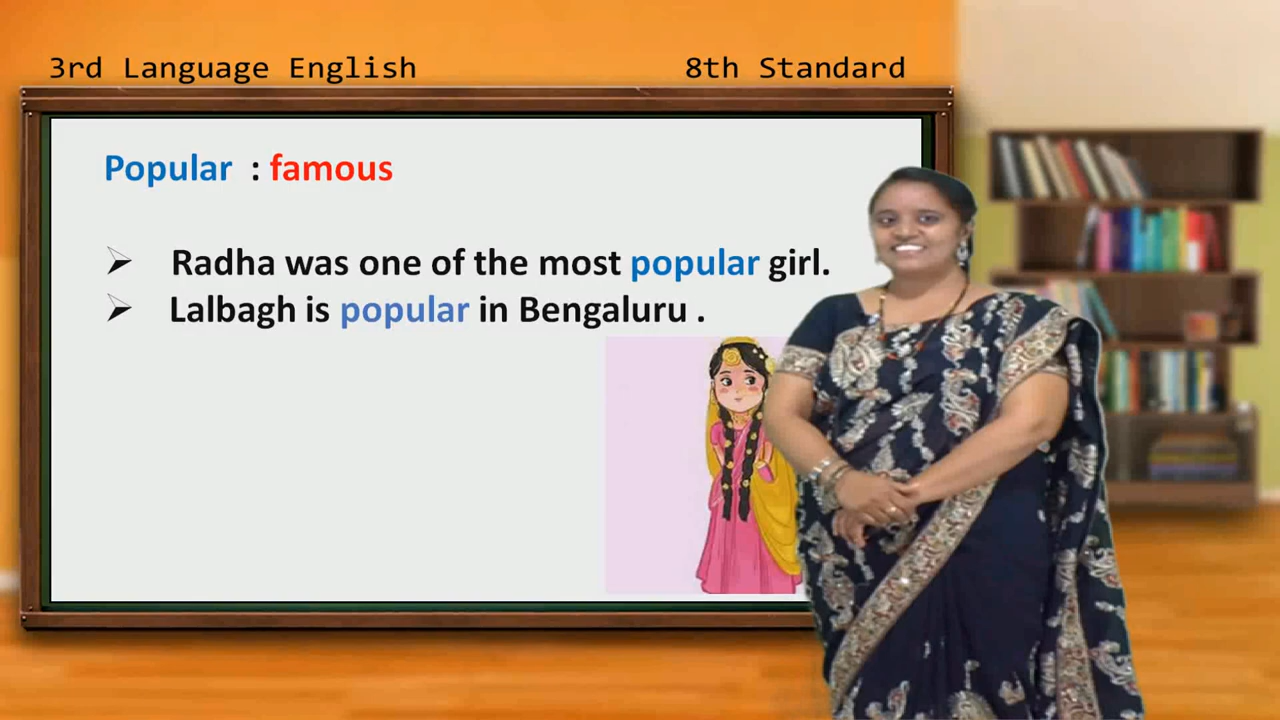 3rd Language English 8th Standard
Popular : famous
➢ Radha was one of the most popular girl.
➢ Lalbagh is popular in Bengaluru .